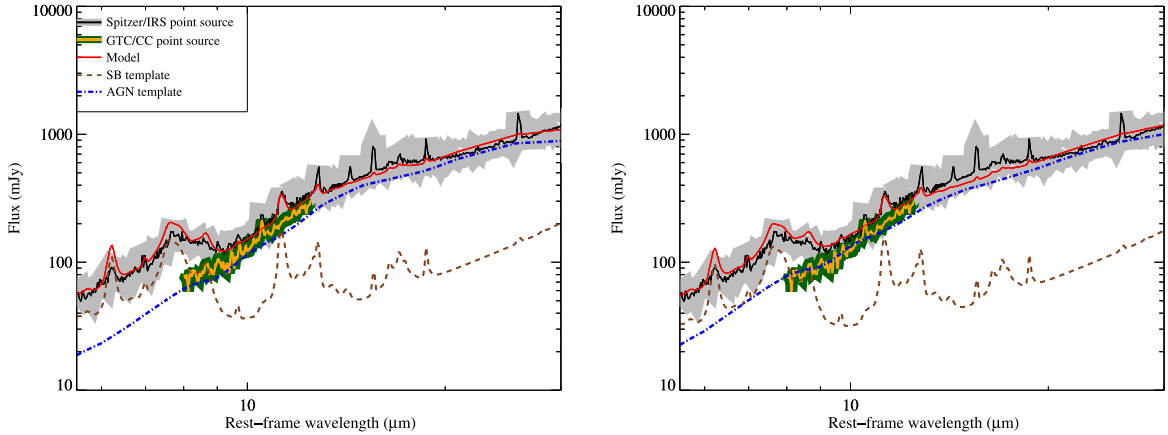 10000
1000
100
10
Flux (mJy)
Spitzer/IRS point source
GTC/CC point source
Model
SB template
AGN template
10
Rest−frame wavelength (μm)
10000
1000
100
10
Flux (mJy)
10
Rest−frame wavelength (μm)